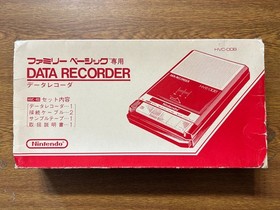 HVC-008
ファミリー ベーシック専用
DATA RECORDER
データレコーダ
セット内容
データレコーダ…1
接続ケーブル…2
サンプルテープ…1
取扱説明書…1
Nintendo